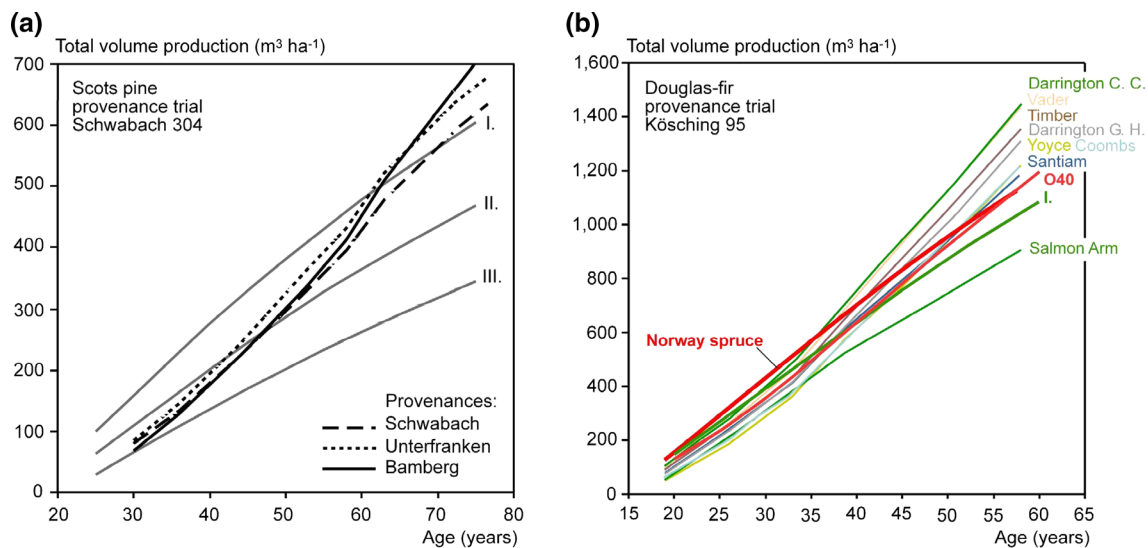 (a)
Total volume production (m³ ha⁻¹)
700
600
500
400
300
200
100
0
Scots pine
provenance trial
Schwabach 304
I.
II.
III.
Provenances:
Schwabach
Unterfranken
Bamberg
20 30 40 50 60 70 80
Age (years)
(b)
Total volume production (m³ ha⁻¹)
1,600
1,400
1,200
1,000
800
600
400
200
0
Douglas-fir
provenance trial
Kösching 95
Darrington C. C.
Vader
Timber
Darrington G. H.
Yoyce Coombs
Santiam
O40
I.
Salmon Arm
Norway spruce
15 20 25 30 35 40 45 50 55 60 65
Age (years)